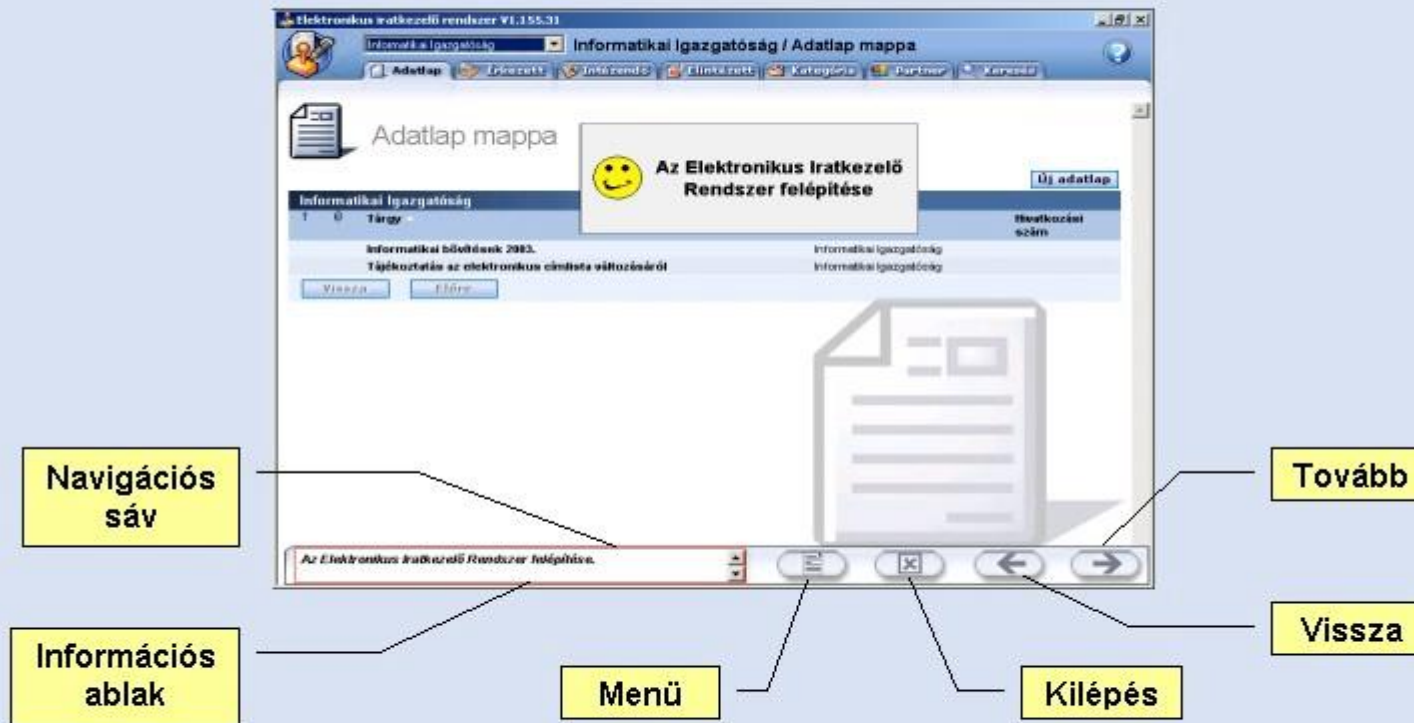 Elektronikus iratkezelő rendszer V1.155.31
Informatikai Igazgatóság
Informatikai Igazgatóság / Adatlap mappa
Adatlap Érkezett Intézendő Elintézett Kategória Partner Keresés
Adatlap mappa
Az Elektronikus Iratkezelő
Rendszer felépítése
Új adatlap
Informatikai Igazgatóság
Tárgy
Hivatkozási
szám
Informatikai bővítések 2003. Informatikai Igazgatóság
Tájékoztatás az elektronikus címlista változásáról Informatikai Igazgatóság
Vissza Előre
Navigációs
sáv
Tovább
Az Elektronikus Iratkezelő Rendszer felépítése.
Információs
ablak
Menü
Kilépés
Vissza